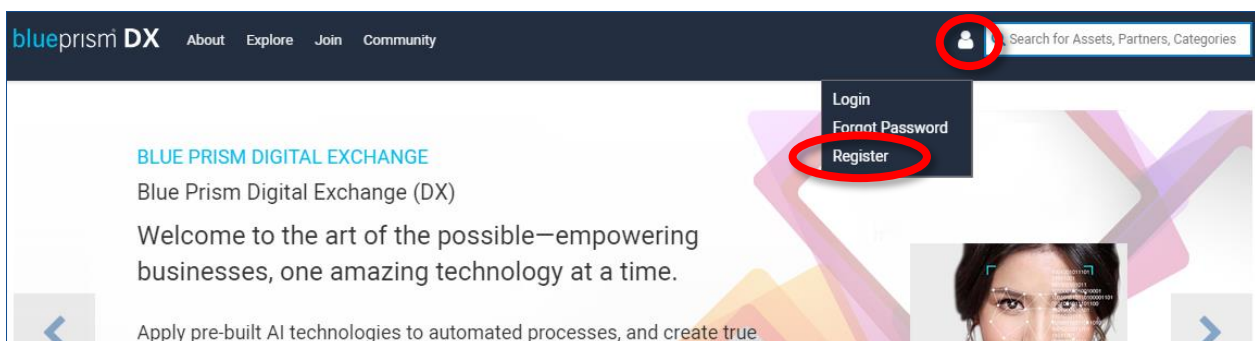 blueprism DX About Explore Join Community Search for Assets, Partners, Categories
Login
Forgot Password
Register
BLUE PRISM DIGITAL EXCHANGE
Blue Prism Digital Exchange (DX)
Welcome to the art of the possible—empowering
businesses, one amazing technology at a time.
Apply pre-built AI technologies to automated processes, and create true